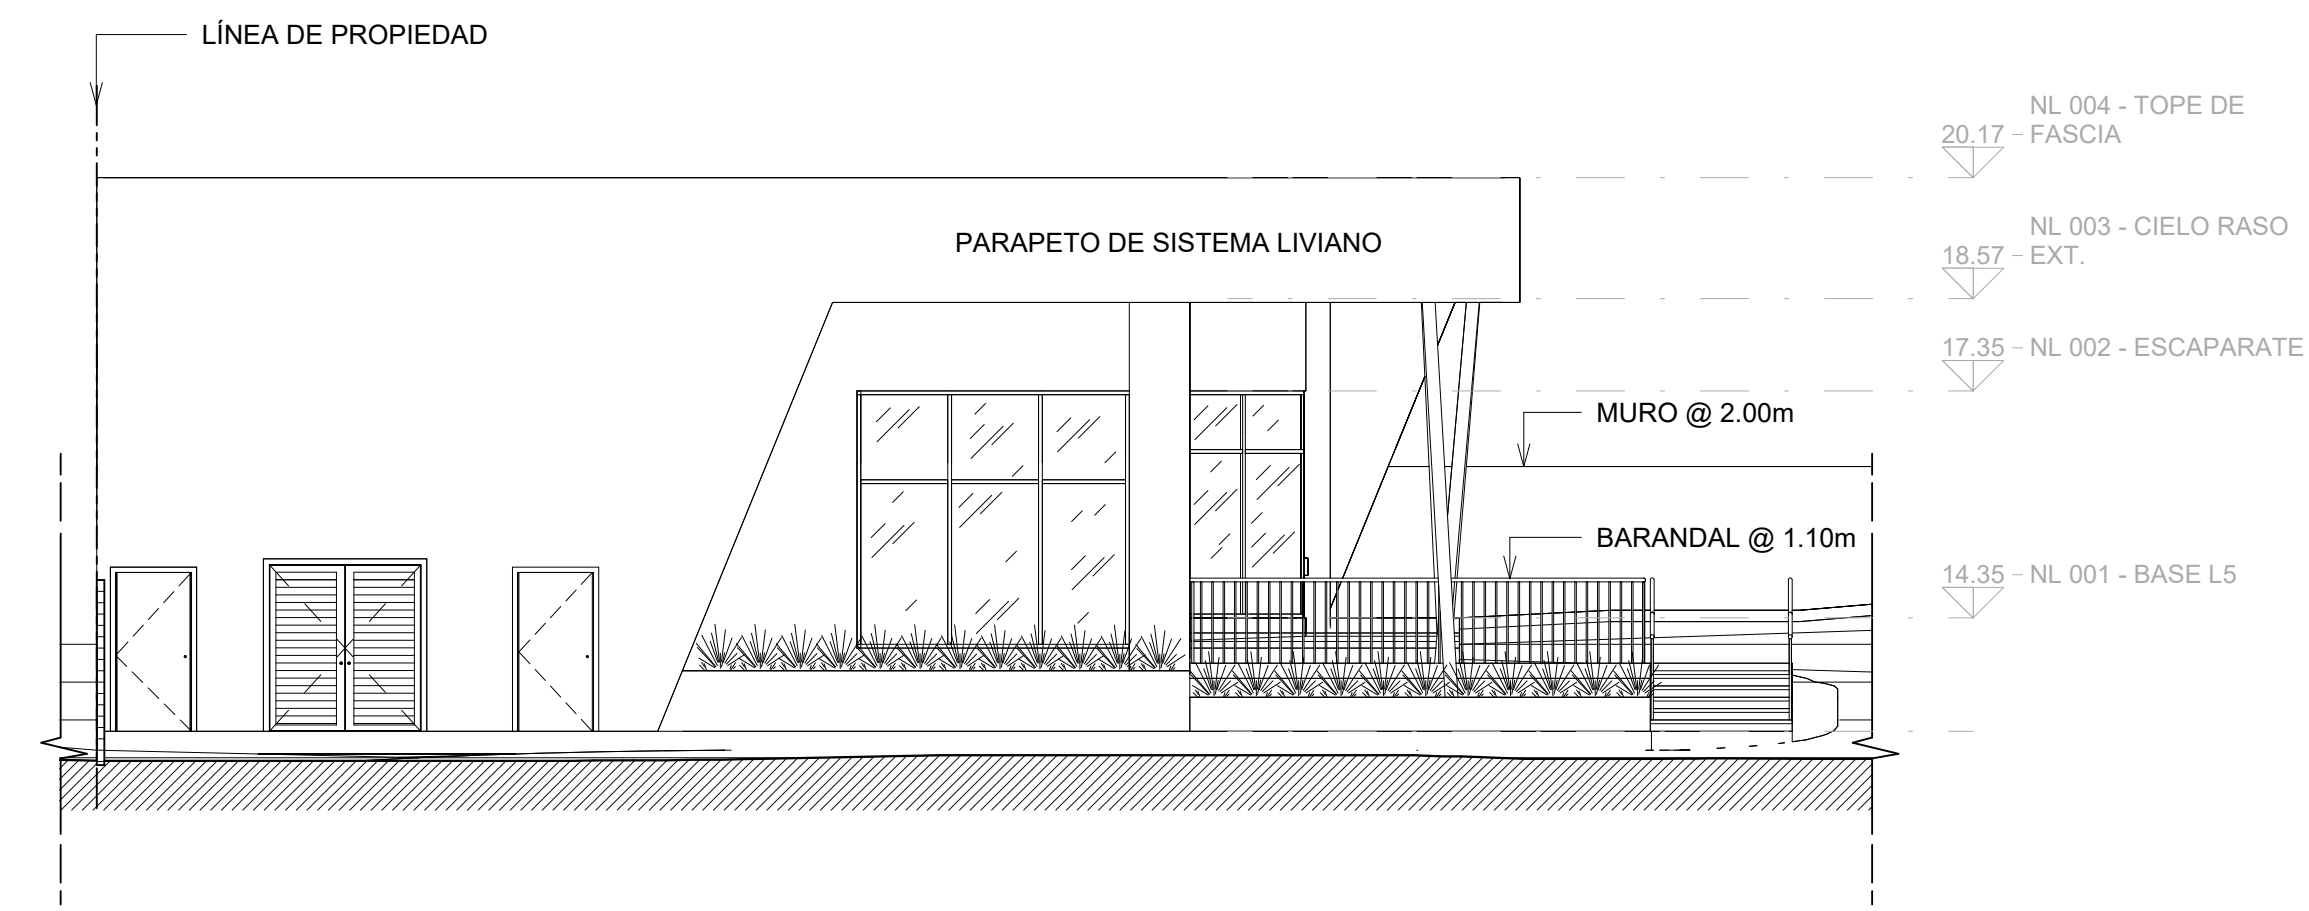 LÍNEA DE PROPIEDAD
NL 004 - TOPE DE
20.17 - FASCIA
PARAPETO DE SISTEMA LIVIANO
NL 003 - CIELO RASO
18.57 - EXT.
17.35 - NL 002 - ESCAPARATE
MURO @ 2.00m
BARANDAL @ 1.10m
14.35 - NL 001 - BASE L5